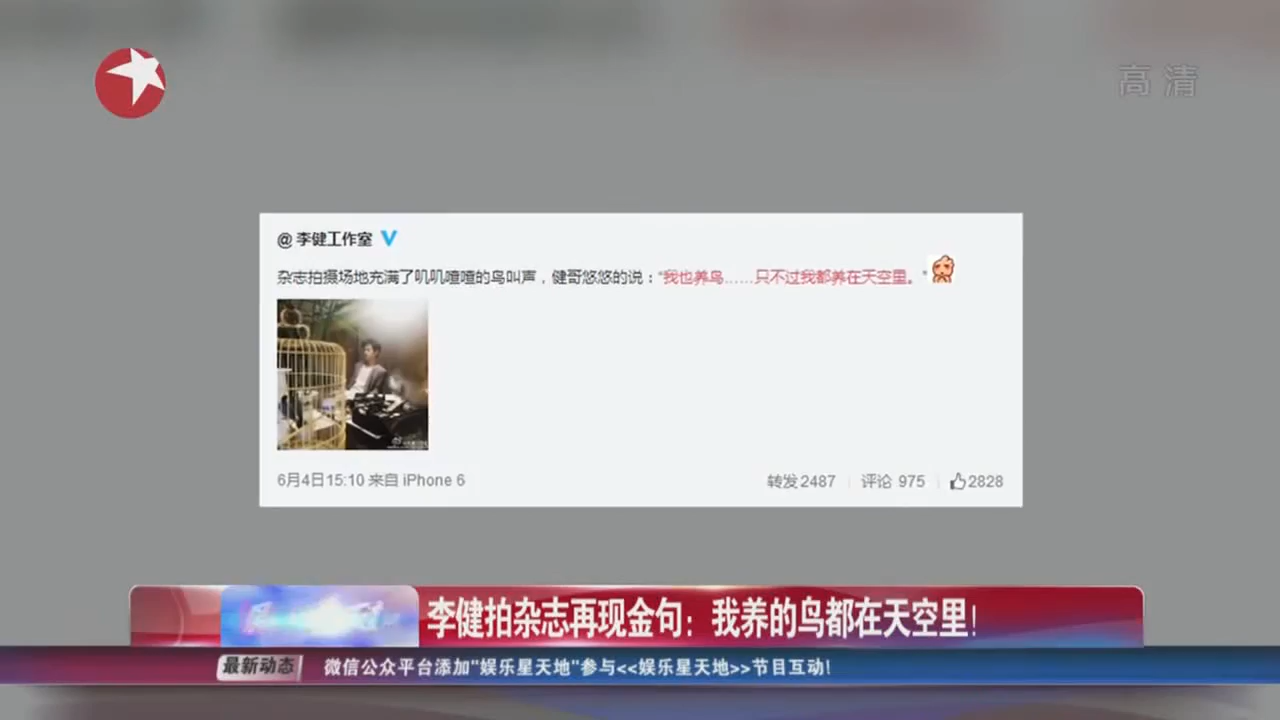 高清
@李健工作室
杂志拍摄场地充满了叽叽喳喳的鸟叫声，健哥悠悠的说：“我也养鸟……只不过我都养在天空里。”
6月4日15:10 来自 iPhone 6
转发 2487 评论 975 2828
李健拍杂志再现金句：我养的鸟都在天空里！
最新动态 微信公众平台添加"娱乐星天地"参与<<娱乐星天地>>节目互动!